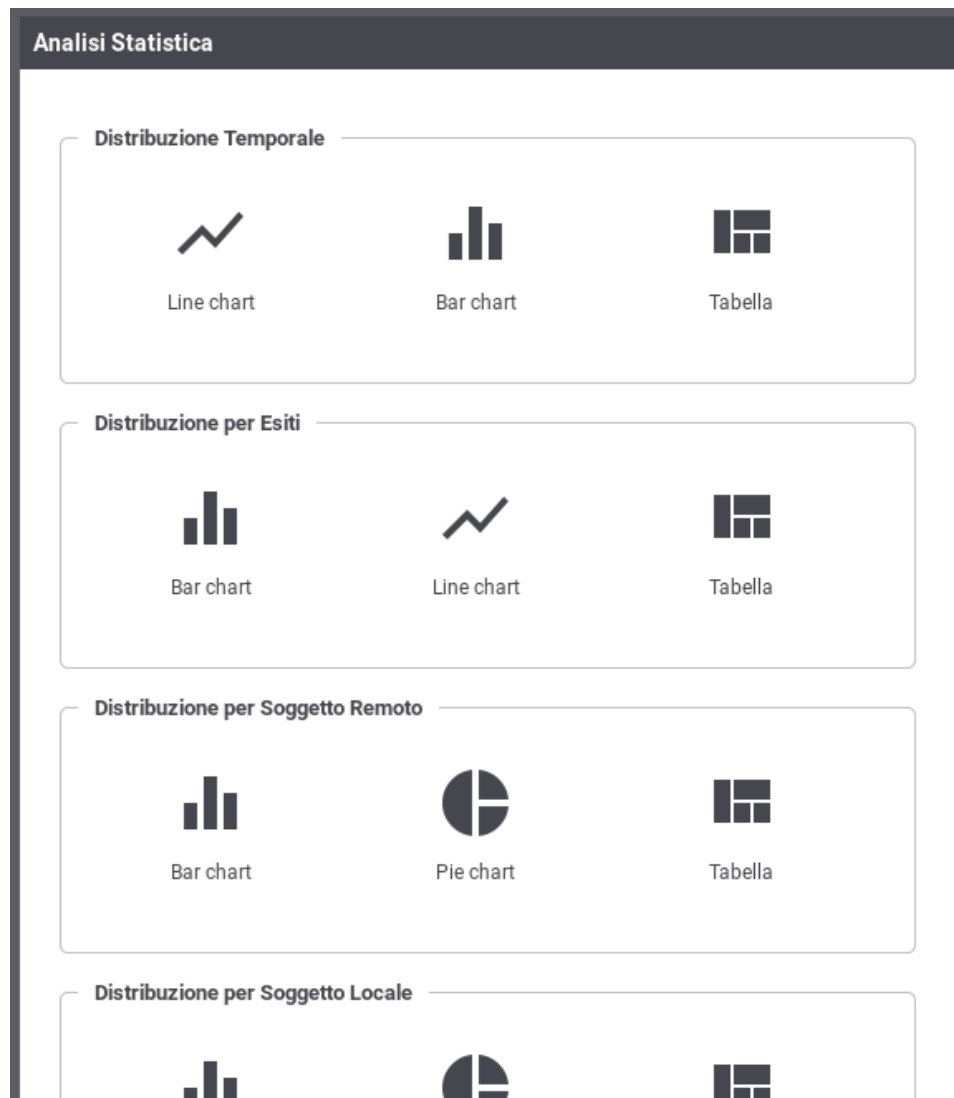 Analisi Statistica
Distribuzione Temporale
Line chart Bar chart Tabella
Distribuzione per Esiti
Bar chart Line chart Tabella
Distribuzione per Soggetto Remoto
Bar chart Pie chart Tabella
Distribuzione per Soggetto Locale